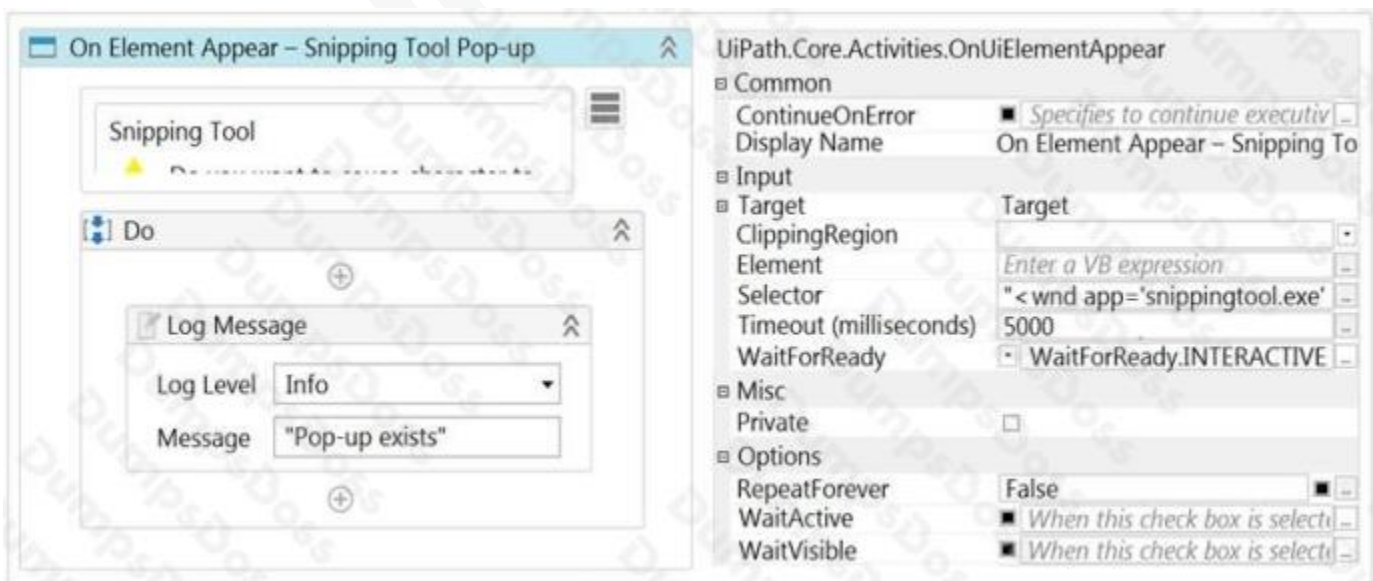 On Element Appear – Snipping Tool Pop-up
Snipping Tool
Do
Log Message
Log Level Info
Message "Pop-up exists"
UiPath.Core.Activities.OnUiElementAppear
Common
ContinueOnError Specifies to continue executiv
Display Name On Element Appear – Snipping To
Input
Target Target
ClippingRegion
Element Enter a VB expression
Selector "< wnd app='snippingtool.exe'
Timeout (milliseconds) 5000
WaitForReady WaitForReady.INTERACTIVE
Misc
Private
Options
RepeatForever False
WaitActive When this check box is selecte
WaitVisible When this check box is selecte
DumpsDoss